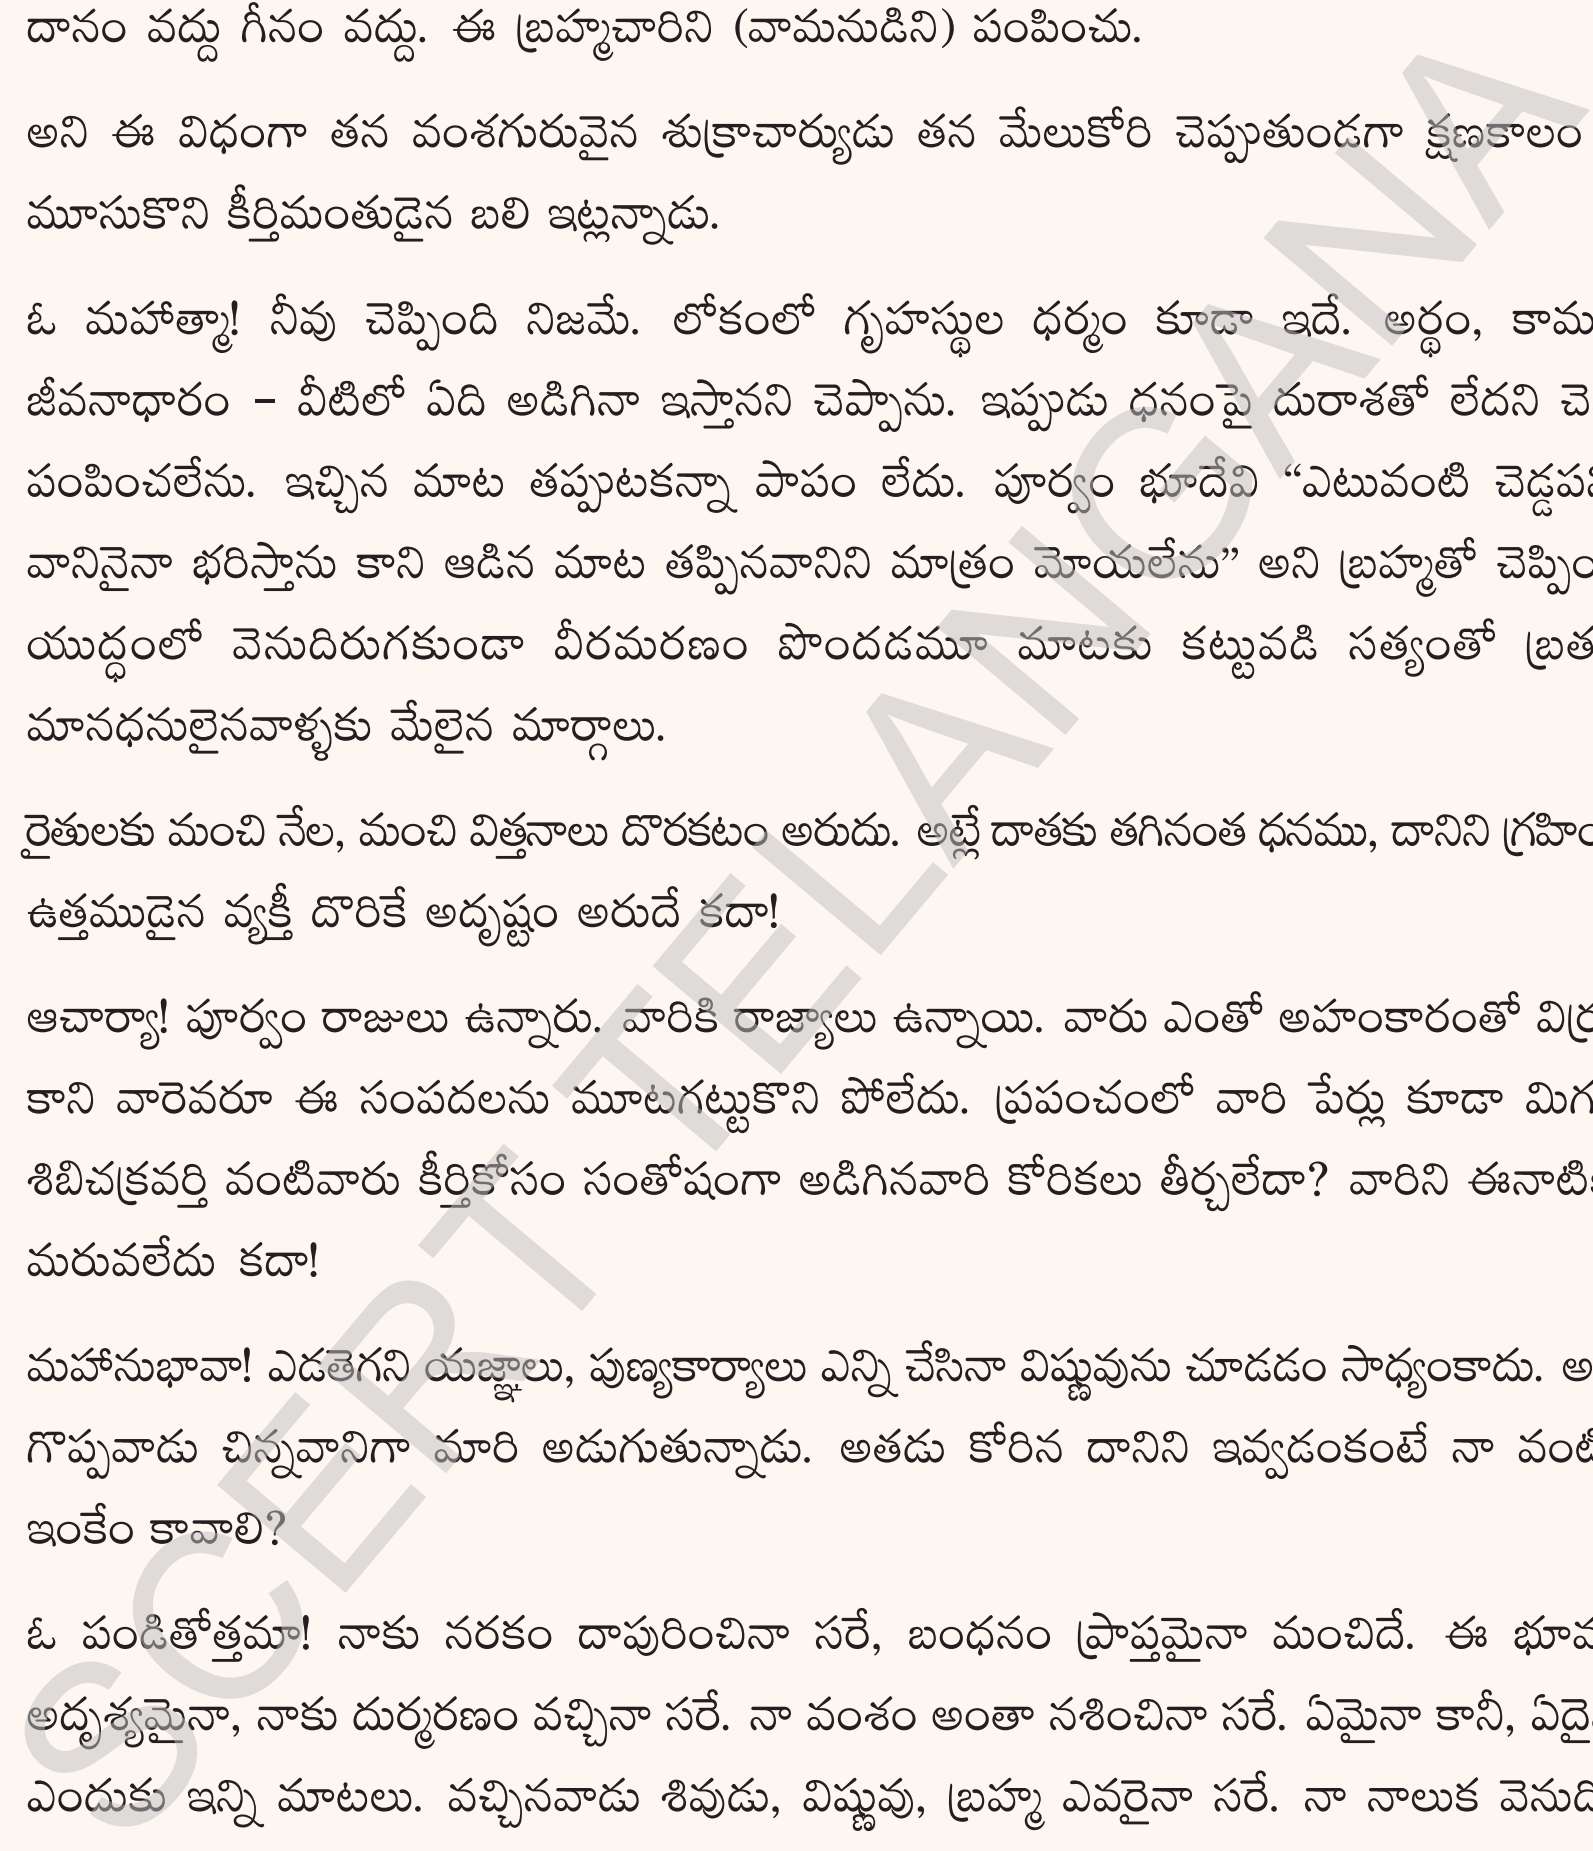 దానం వద్దు గీనం వద్దు. ఈ బ్రహ్మచారిని (వామనుడిని) పంపించు.
అని ఈ విధంగా తన వంశగురువైన శుక్రాచార్యుడు తన మేలుకోరి చెప్పుతుండగా క్షణకాలం
మూసుకొని కీర్తిమంతుడైన బలి ఇట్లన్నాడు.
ఓ మహాత్మా! నీవు చెప్పింది నిజమే. లోకంలో గృహస్థుల ధర్మం కూడా ఇదే. అర్థం, కామ
జీవనాధారం – వీటిలో ఏది అడిగినా ఇస్తానని చెప్పాను. ఇప్పుడు ధనంపై దురాశతో లేదని చె
పంపించలేను. ఇచ్చిన మాట తప్పుటకన్నా పాపం లేదు. పూర్వం భూదేవి “ఎటువంటి చెడ్డపని
వానినైనా భరిస్తాను కాని ఆడిన మాట తప్పినవానిని మాత్రం మోయలేను” అని బ్రహ్మతో చెప్పిం
యుద్ధంలో వెనుదిరుగకుండా వీరమరణం పొందడమూ మాటకు కట్టువడి సత్యంతో బ్రత
మానధనులైనవాళ్ళకు మేలైన మార్గాలు.
రైతులకు మంచి నేల, మంచి విత్తనాలు దొరకటం అరుదు. అట్లే దాతకు తగినంత ధనము, దానిని గ్రహిం
ఉత్తముడైన వ్యక్తీ దొరికే అదృష్టం అరుదే కదా!
ఆచార్యా! పూర్వం రాజులు ఉన్నారు. వారికి రాజ్యాలు ఉన్నాయి. వారు ఎంతో అహంకారంతో విర్ర
కాని వారెవరూ ఈ సంపదలను మూటగట్టుకొని పోలేదు. ప్రపంచంలో వారి పేర్లు కూడా మిగ
శిబిచక్రవర్తి వంటివారు కీర్తికోసం సంతోషంగా అడిగినవారి కోరికలు తీర్చలేదా? వారిని ఈనాటిక
మరువలేదు కదా!
మహానుభావా! ఎడతెగని యజ్ఞాలు, పుణ్యకార్యాలు ఎన్ని చేసినా విష్ణువును చూడడం సాధ్యంకాదు. అ
గొప్పవాడు చిన్నవానిగా మారి అడుగుతున్నాడు. అతడు కోరిన దానిని ఇవ్వడంకంటే నా వంటి
ఇంకేం కావాలి?
ఓ పండితోత్తమా! నాకు నరకం దాపురించినా సరే, బంధనం ప్రాప్తమైనా మంచిదే. ఈ భూమ
అదృశ్యమైనా, నాకు దుర్మరణం వచ్చినా సరే. నా వంశం అంతా నశించినా సరే. ఏమైనా కానీ, ఏదై
ఎందుకు ఇన్ని మాటలు. వచ్చినవాడు శివుడు, విష్ణువు, బ్రహ్మ ఎవరైనా సరే. నా నాలుక వెనుది
SCERT TELANGANA